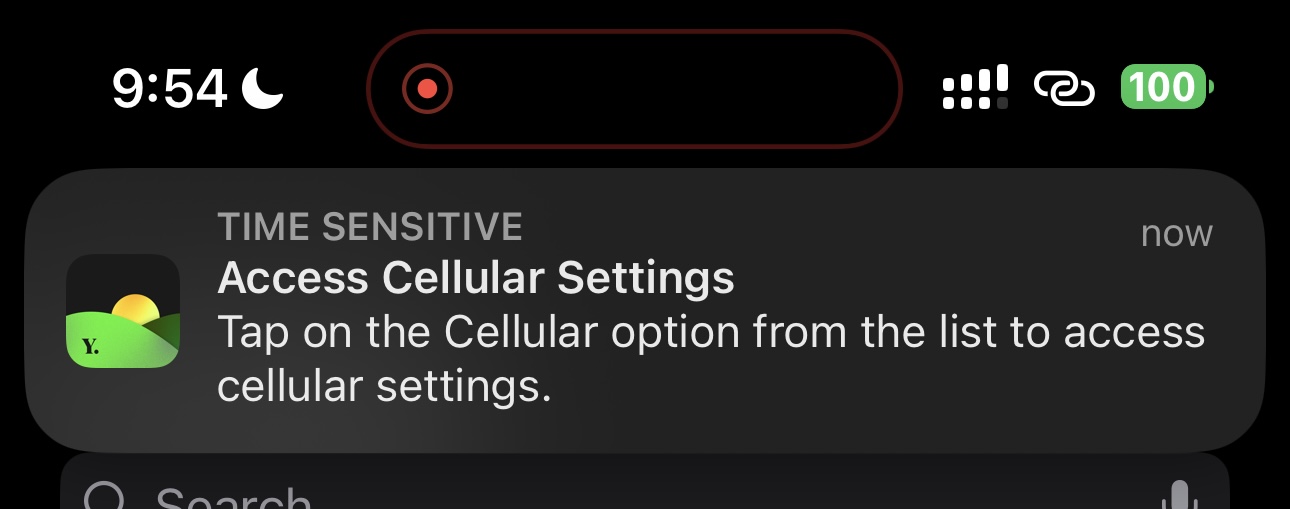 9:54
100
TIME SENSITIVE
now
Access Cellular Settings
Tap on the Cellular option from the list to access
cellular settings.
Y.
Search